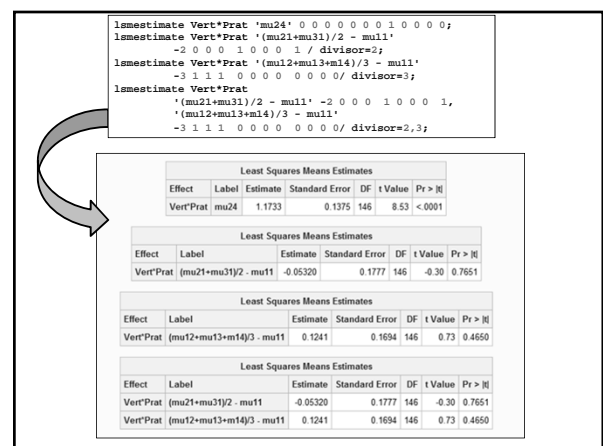 lsmestimate Vert*Prat 'mu24' 0 0 0 0 0 0 0 1 0 0 0 0;
lsmestimate Vert*Prat '(mu21+mu31)/2 - mu11'
-2 0 0 0 1 0 0 0 1 / divisor=2;
lsmestimate Vert*Prat '(mu12+mu13+m14)/3 - mu11'
-3 1 1 1 0 0 0 0 0 0 0 0/ divisor=3;
lsmestimate Vert*Prat
'(mu21+mu31)/2 - mu11' -2 0 0 0 1 0 0 0 1,
'(mu12+mu13+m14)/3 - mu11'
-3 1 1 1 0 0 0 0 0 0 0 0/ divisor=2,3;
Least Squares Means Estimates
Effect Label Estimate Standard Error DF t Value Pr > |t|
Vert*Prat mu24 1.1733 0.1375 146 8.53 <.0001
Least Squares Means Estimates
Effect Label Estimate Standard Error DF t Value Pr > |t|
Vert*Prat (mu21+mu31)/2 - mu11 -0.05320 0.1777 146 -0.30 0.7651
Least Squares Means Estimates
Effect Label Estimate Standard Error DF t Value Pr > |t|
Vert*Prat (mu12+mu13+m14)/3 - mu11 0.1241 0.1694 146 0.73 0.4650
Least Squares Means Estimates
Effect Label Estimate Standard Error DF t Value Pr > |t|
Vert*Prat (mu21+mu31)/2 - mu11 -0.05320 0.1777 146 -0.30 0.7651
Vert*Prat (mu12+mu13+m14)/3 - mu11 0.1241 0.1694 146 0.73 0.4650